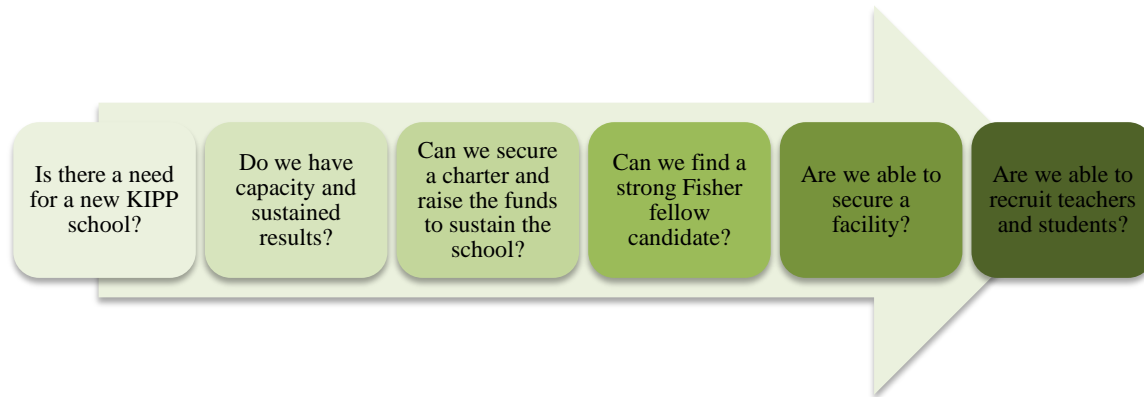 Is there a need
for a new KIPP
school?
Do we have
capacity and
sustained
results?
Can we secure
a charter and
raise the funds
to sustain the
school?
Can we find a
strong Fisher
fellow
candidate?
Are we able to
secure a
facility?
Are we able to
recruit teachers
and students?